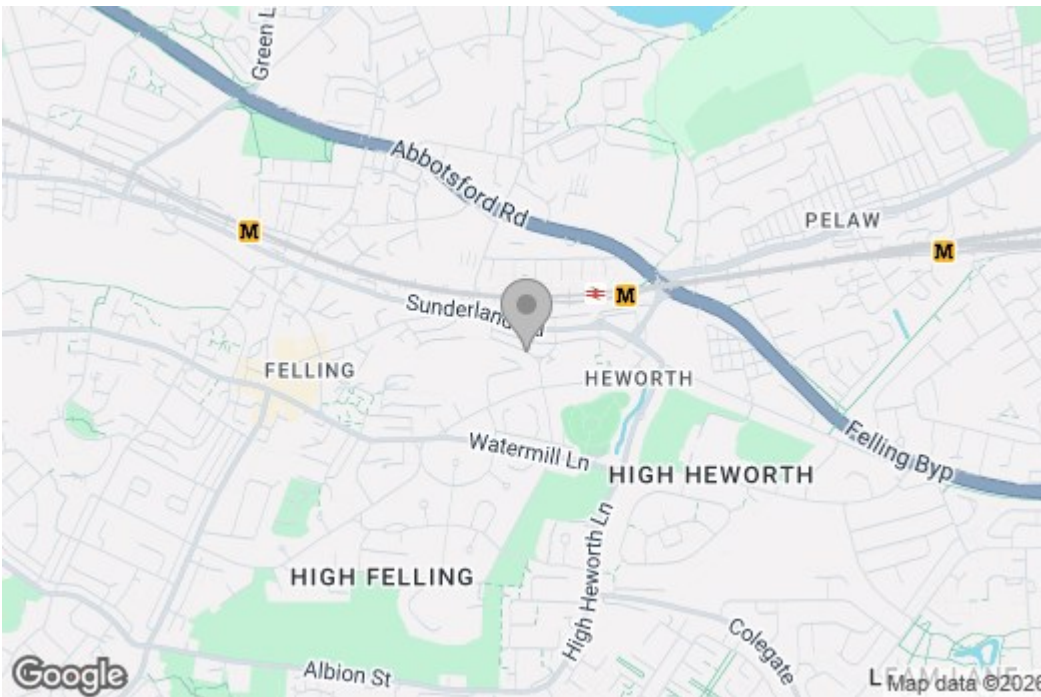 Green L
Abbotsford Rd
PELAW
M
M
M
Sunderland
FELLING
HEWORTH
Watermill Ln
Felling Byp
HIGH HEWORTH
HIGH FELLING
High Heworth Ln
Colegate
Albion St
Google
Map data ©2026